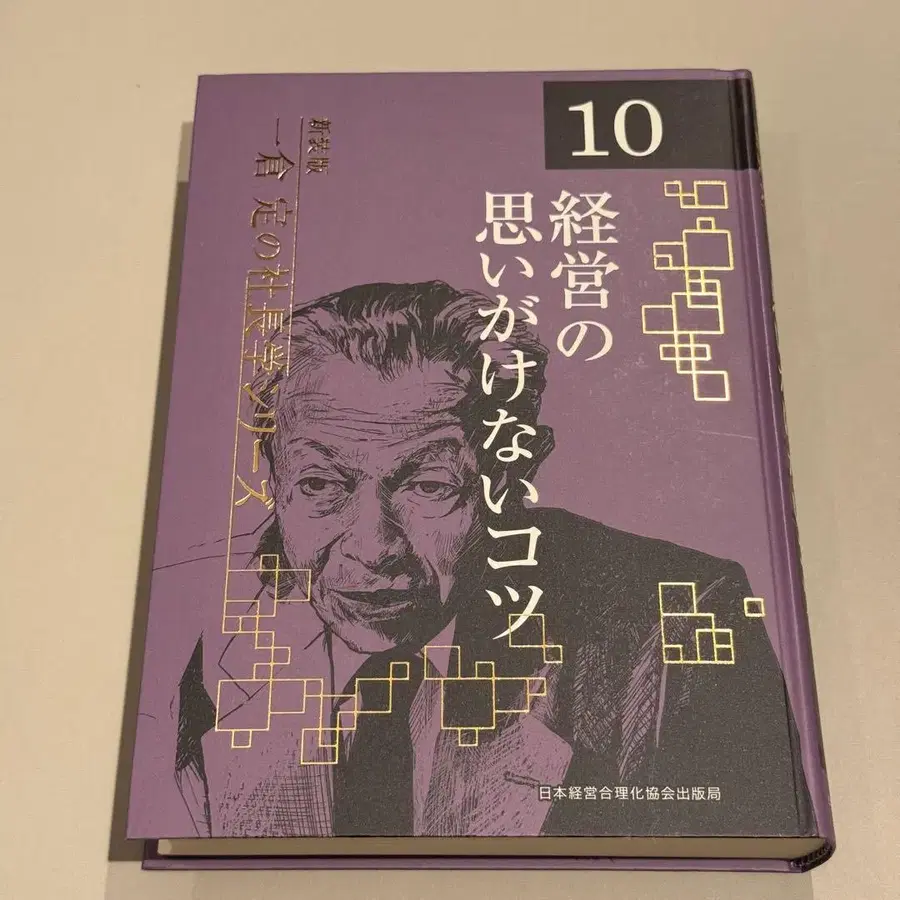 10
経営の
思いがけないコツ
新装版
一倉 定の社長学シリーズ
日本経営合理化協会出版局